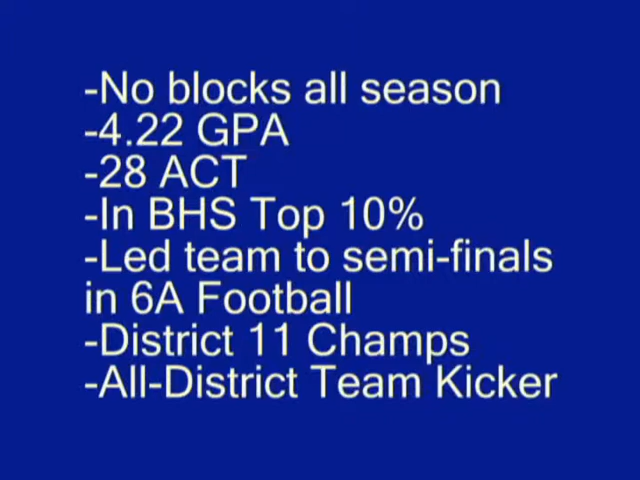 -No blocks all season
-4.22 GPA
-28 ACT
-In BHS Top 10%
-Led team to semi-finals
in 6A Football
-District 11 Champs
-All-District Team Kicker